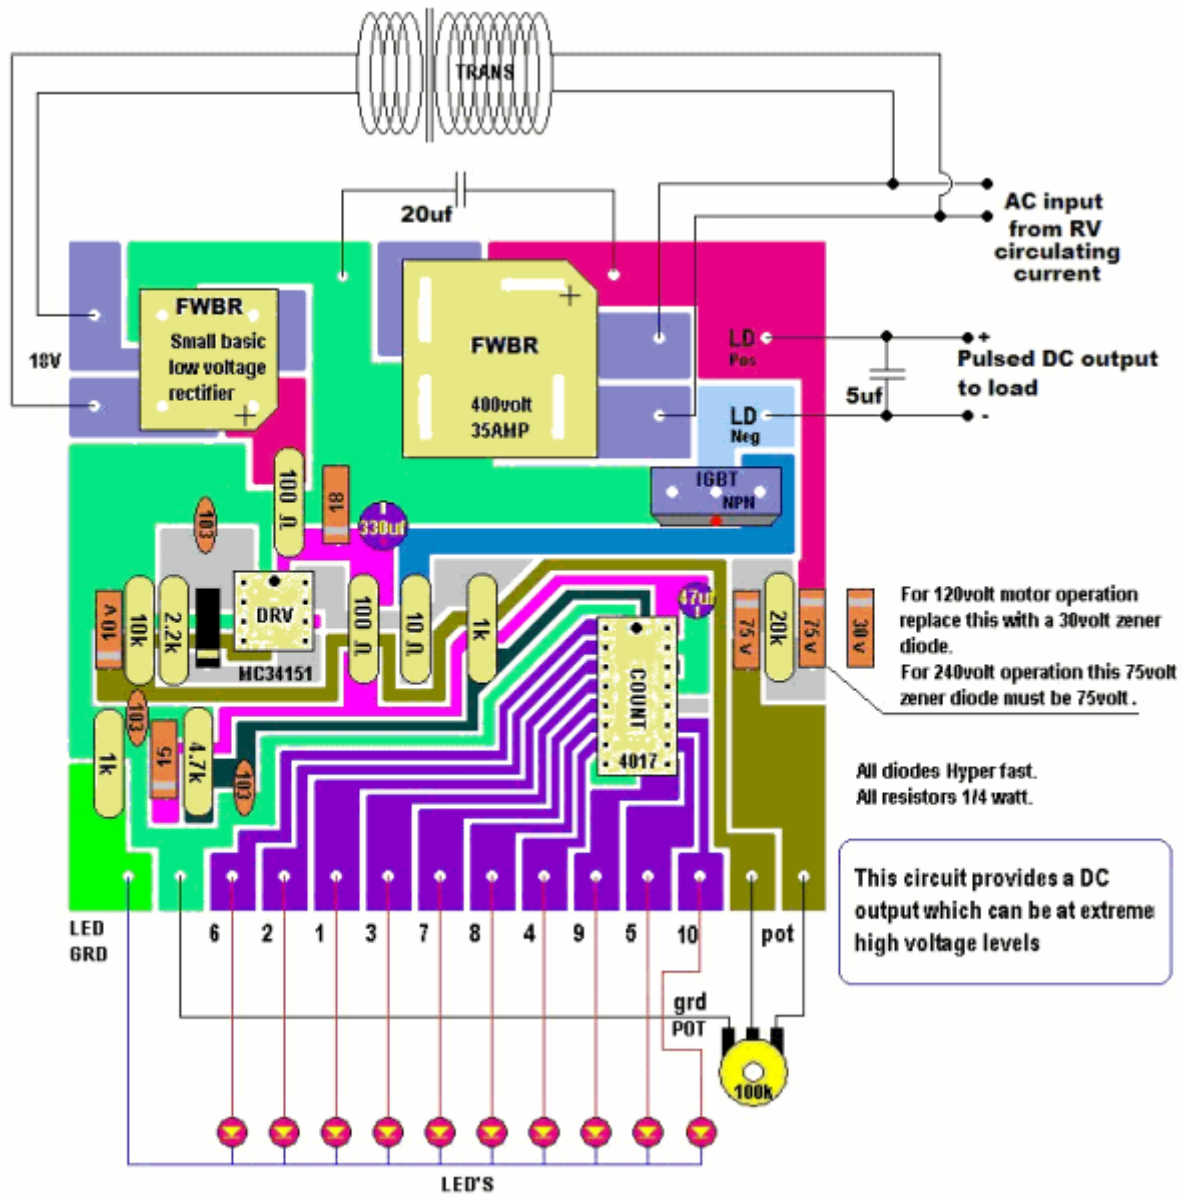 TRANS
20uf
AC input
from RV
circulating
current
FWBR
Small basic
low voltage
rectifier
+
18V
FWBR
400volt
35AMP
+
LD
Pos
LD
Neg
+
Pulsed DC output
to load
-
5uf
IGBT
NPN
100 Ω
18
330uf
103
10V
10k
2.2k
DRV
MC34151
100 Ω
10 Ω
1k
47uf
COUNT
4017
75 v
20k
75 v
30 v
For 120volt motor operation
replace this with a 30volt zener
diode.
For 240volt operation this 75volt
zener diode must be 75volt .
103
1k
15
4.7k
103
All diodes Hyper fast.
All resistors 1/4 watt.
This circuit provides a DC
output which can be at extreme
high voltage levels
LED
GRD
6 2 1 3 7 8 4 9 5 10 pot
grd
POT
100k
LED'S